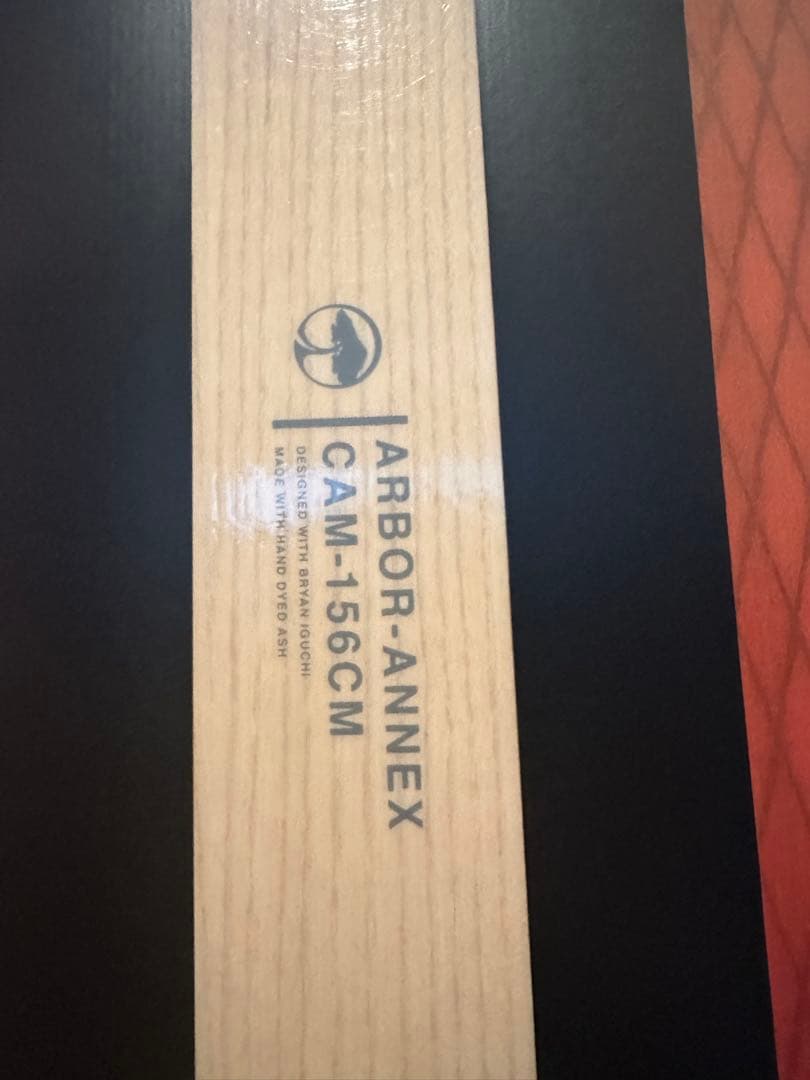 ARBOR-ANNEX
CAM-156CM
DESIGNED WITH BRYAN IGUCHI
MADE WITH HAND DYED ASH